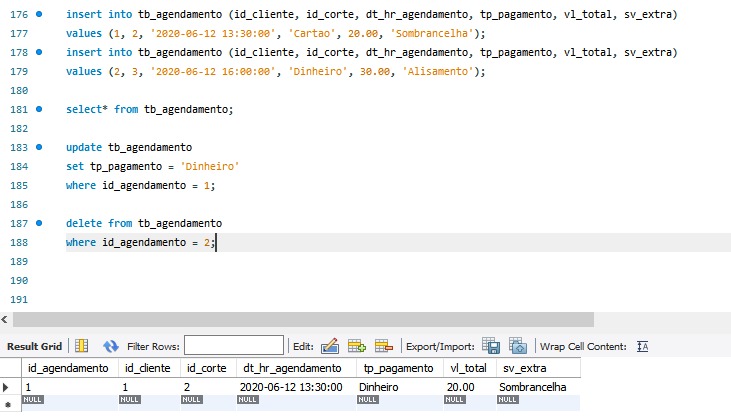 176 insert into tb_agendamento (id_cliente, id_corte, dt_hr_agendamento, tp_pagamento, vl_total, sv_extra)
177 values (1, 2, '2020-06-12 13:30:00', 'Cartao', 20.00, 'Sombrancelha');
178 insert into tb_agendamento (id_cliente, id_corte, dt_hr_agendamento, tp_pagamento, vl_total, sv_extra)
179 values (2, 3, '2020-06-12 16:00:00', 'Dinheiro', 30.00, 'Alisamento');
180
181 select* from tb_agendamento;
182
183 update tb_agendamento
184 set tp_pagamento = 'Dinheiro'
185 where id_agendamento = 1;
186
187 delete from tb_agendamento
188 where id_agendamento = 2;
189
190
191
Result Grid Filter Rows: Edit: Export/Import: Wrap Cell Content:
id_agendamento id_cliente id_corte dt_hr_agendamento tp_pagamento vl_total sv_extra
1 1 2 2020-06-12 13:30:00 Dinheiro 20.00 Sombrancelha
NULL NULL NULL NULL NULL NULL NULL